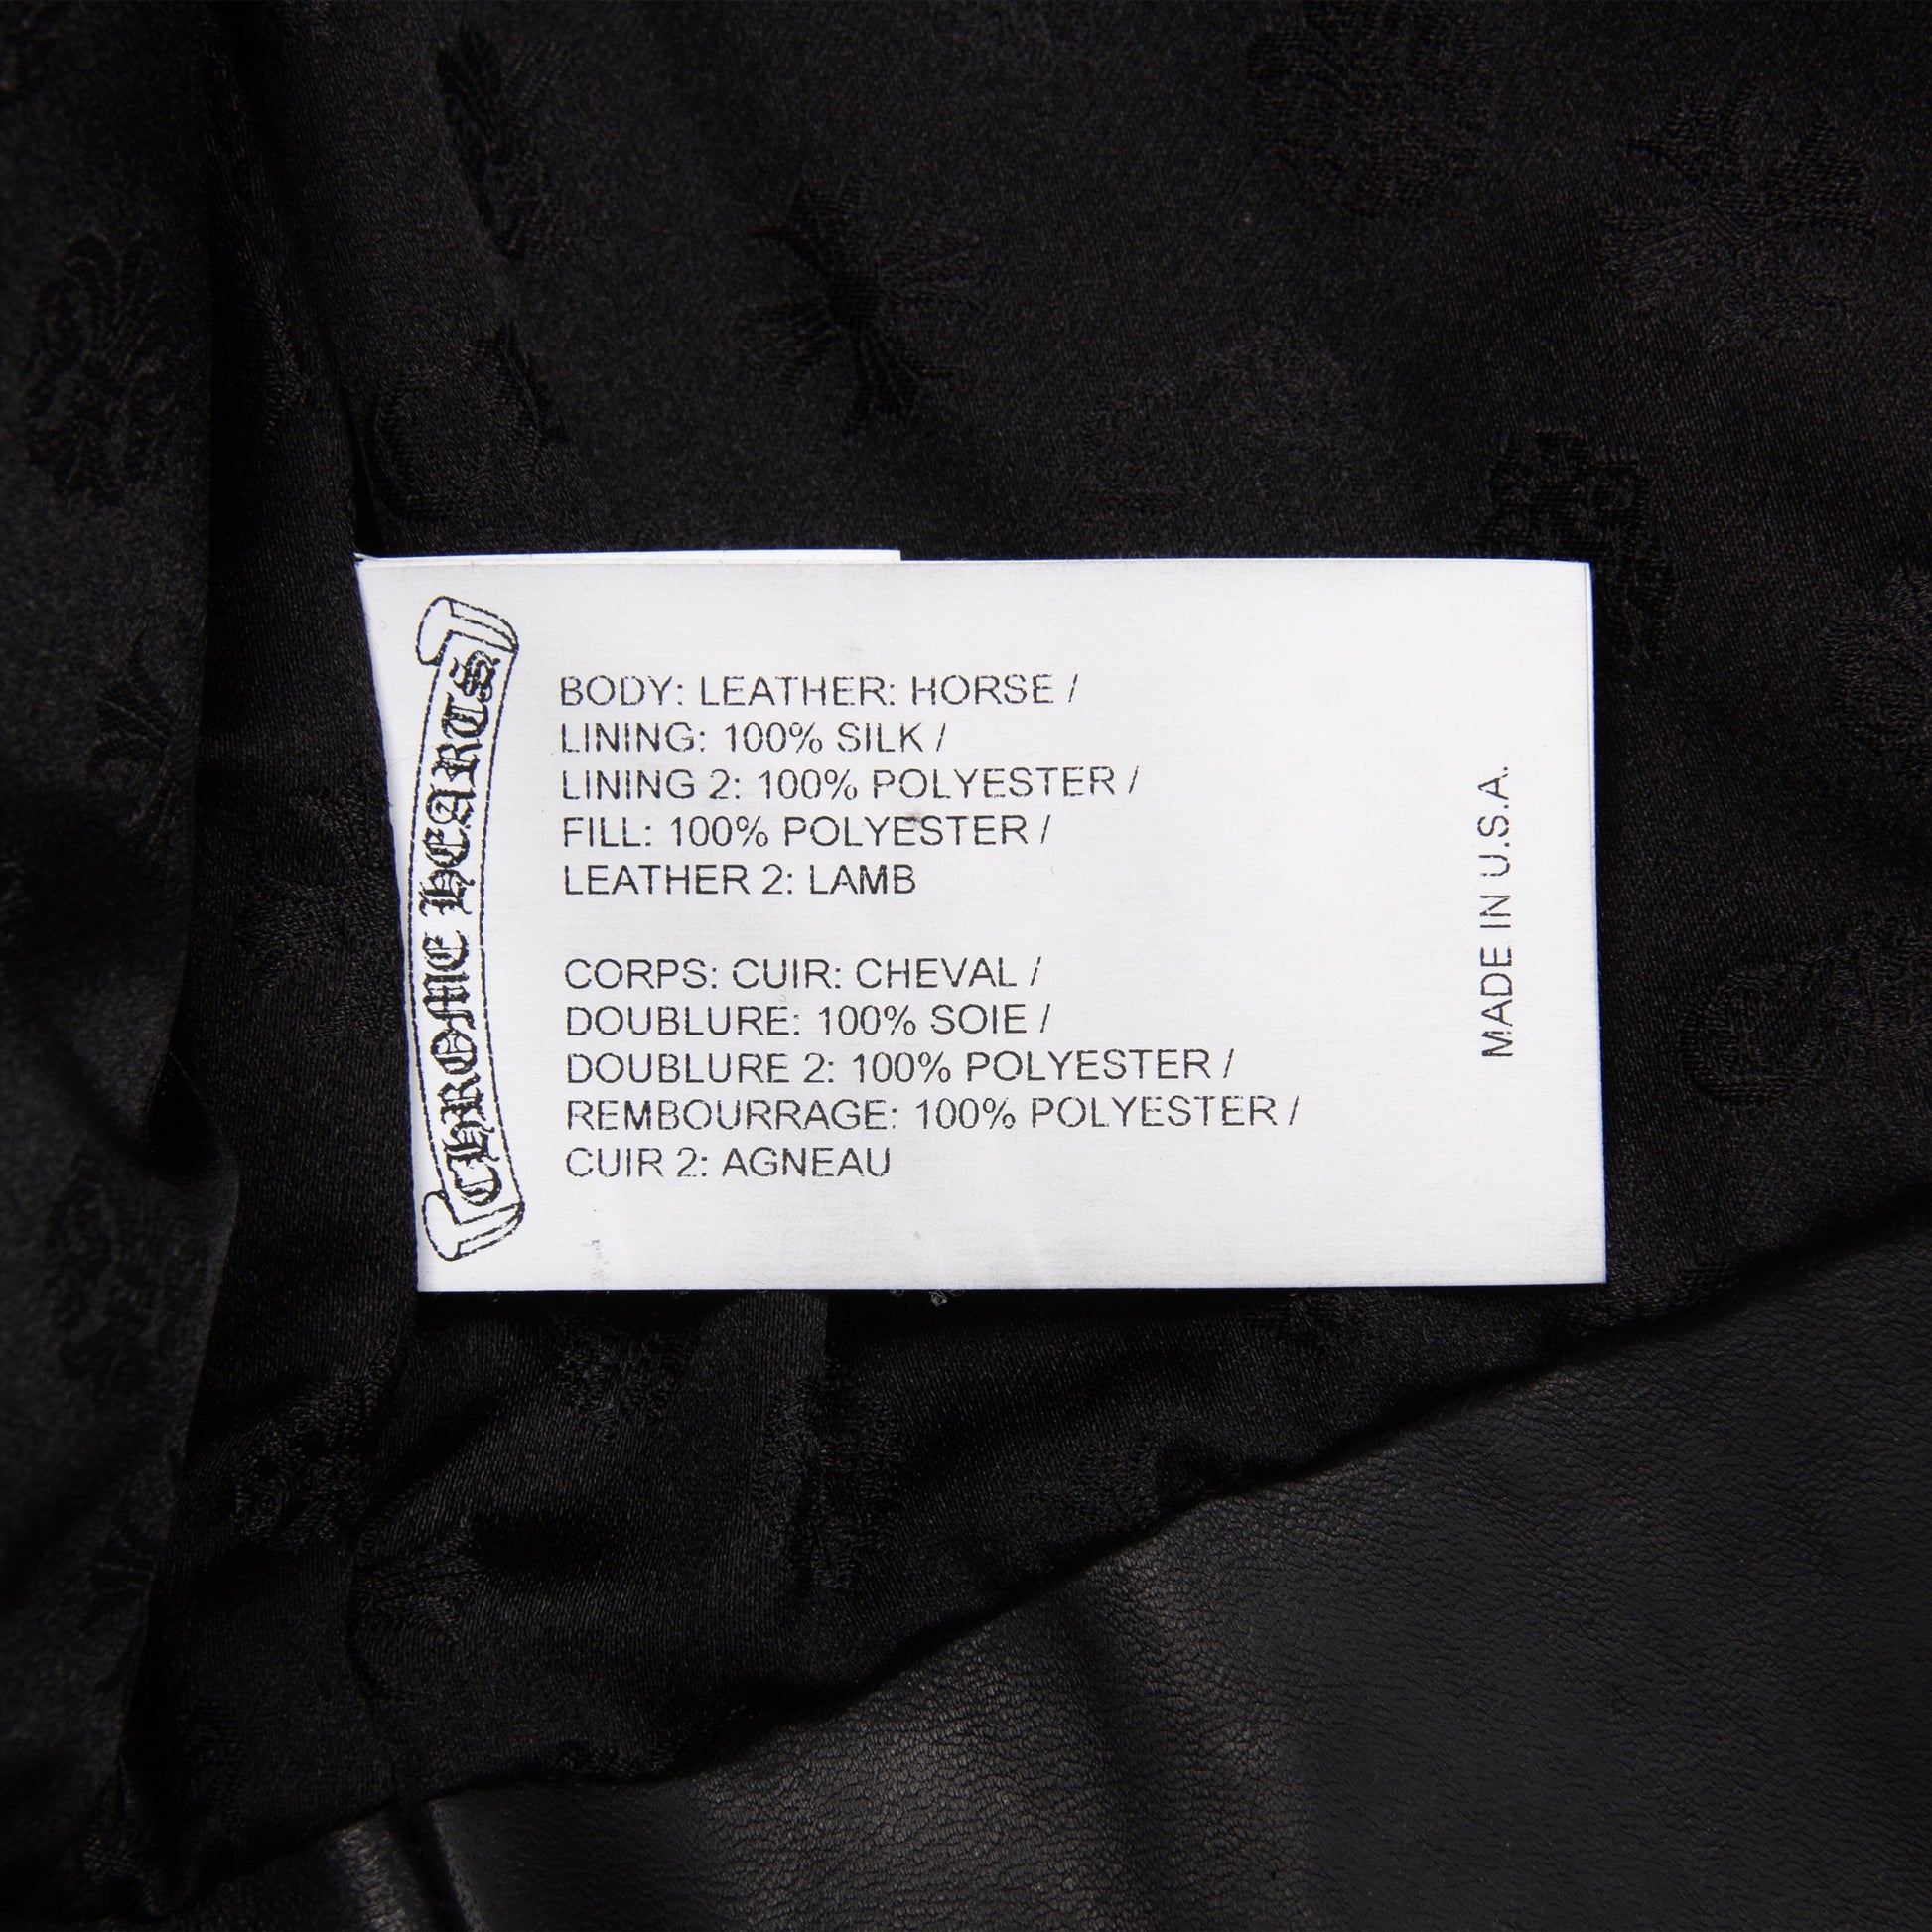 CHROME HEARTS
BODY: LEATHER: HORSE /
LINING: 100% SILK /
LINING 2: 100% POLYESTER /
FILL: 100% POLYESTER /
LEATHER 2: LAMB
CORPS: CUIR: CHEVAL /
DOUBLURE: 100% SOIE /
DOUBLURE 2: 100% POLYESTER /
REMBOURRAGE: 100% POLYESTER /
CUIR 2: AGNEAU
MADE IN U.S.A.